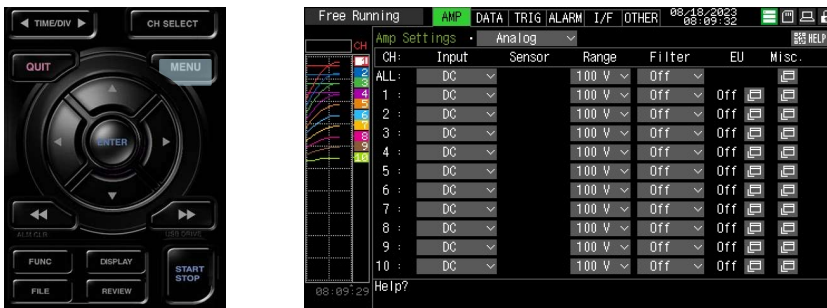 TIME/DIV
CH SELECT
QUIT
MENU
ENTER
ALM CLR
USB DRIVE
FUNC
DISPLAY
START
STOP
FILE
REVIEW
Free Running AMP DATA TRIG ALARM I/F OTHER 08/18/2023 08:09:32
CH Amp Settings · Analog HELP
CH: Input Sensor Range Filter EU Misc.
ALL: DC 100 V Off
1 : DC 100 V Off Off
2 : DC 100 V Off Off
3 : DC 100 V Off Off
4 : DC 100 V Off Off
5 : DC 100 V Off Off
6 : DC 100 V Off Off
7 : DC 100 V Off Off
8 : DC 100 V Off Off
9 : DC 100 V Off Off
10 : DC 100 V Off Off
1
2
3
4
5
6
7
8
9
10
08:09:29 Help?